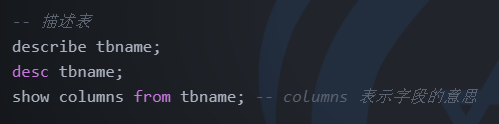 -- 描述表
describe tbname;
desc tbname;
show columns from tbname; -- columns 表示字段的意思